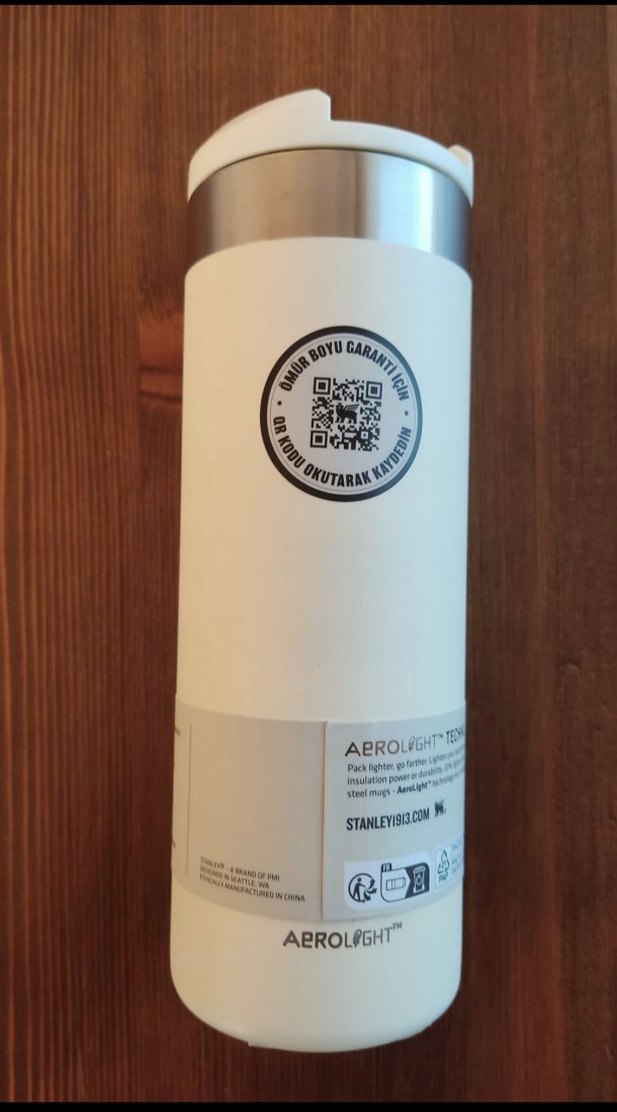 ÖMÜR BOYU GARANTİ İÇİN
QR KODU OKUTARAK KAYDEDİN
AEROLIGHT™ TECHN
Pack lighter, go farther. Lighter
insulation power or durability.
steel mugs - AeroLight™ technology
STANLEY1913.COM
STANLEY® - A BRAND OF PMI
DESIGNED IN SEATTLE, WA
ETHICALLY MANUFACTURED IN CHINA
FR
PAP
AEROLIGHT™